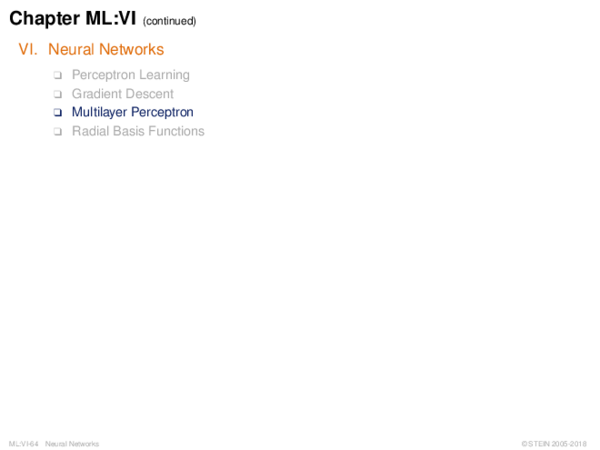 Chapter ML:VI (continued)
VI. Neural Networks
❑ Perceptron Learning
❑ Gradient Descent
❑ Multilayer Perceptron
❑ Radial Basis Functions
ML:VI-64 Neural Networks
© STEIN 2005-2018